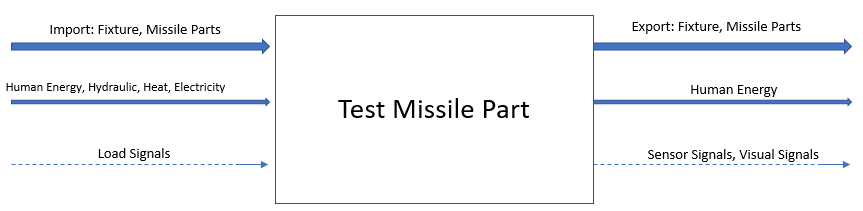 Import: Fixture, Missile Parts
Export: Fixture, Missile Parts
Human Energy, Hydraulic, Heat, Electricity
Human Energy
Test Missile Part
Load Signals
Sensor Signals, Visual Signals